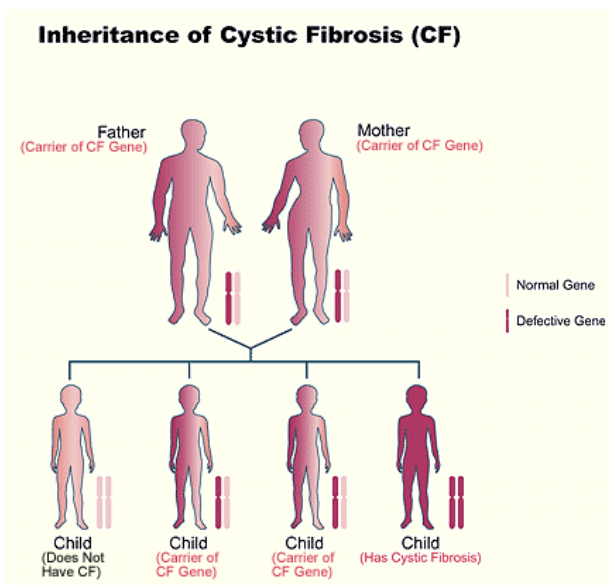 Inheritance of Cystic Fibrosis (CF)
Father
(Carrier of CF Gene)
Mother
(Carrier of CF Gene)
Normal Gene
Defective Gene
Child
(Does Not
Have CF)
Child
(Carrier of
CF Gene)
Child
(Carrier of
CF Gene)
Child
(Has Cystic Fibrosis)